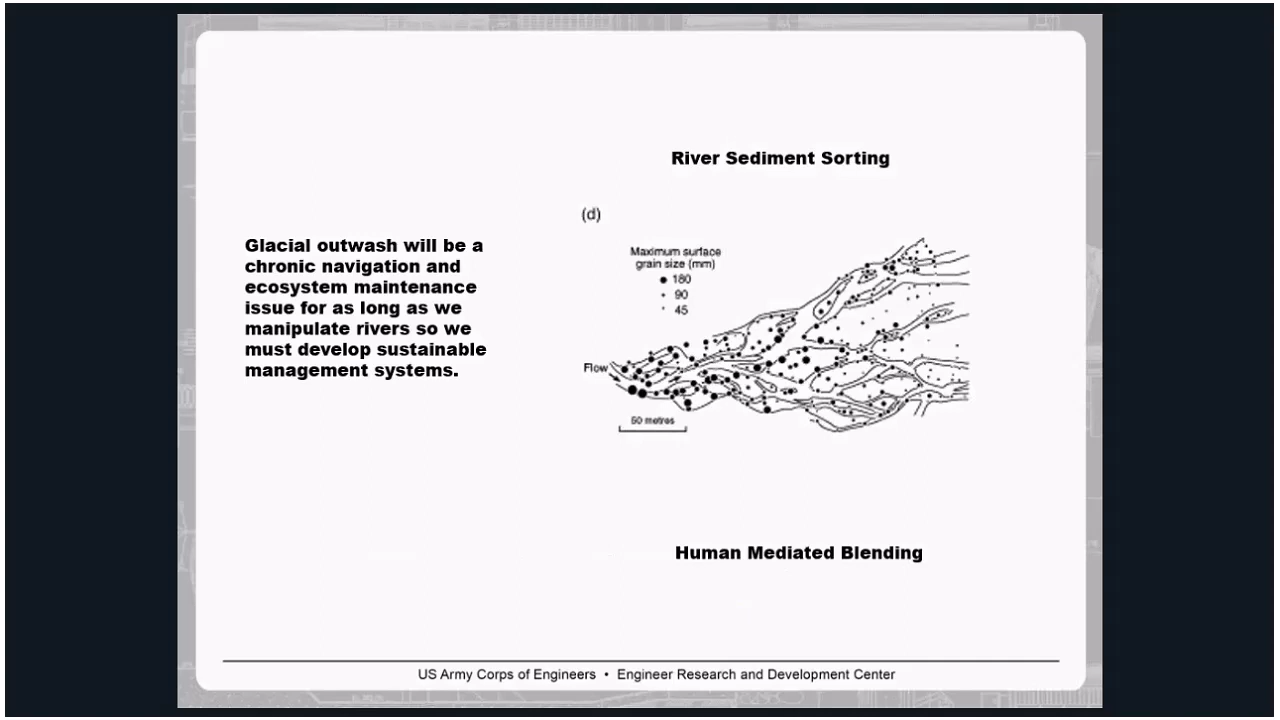 River Sediment Sorting
Glacial outwash will be a
chronic navigation and
ecosystem maintenance
issue for as long as we
manipulate rivers so we
must develop sustainable
management systems.
(d)
Maximum surface
grain size (mm)
180
90
45
Flow
50 metres
Human Mediated Blending
US Army Corps of Engineers • Engineer Research and Development Center